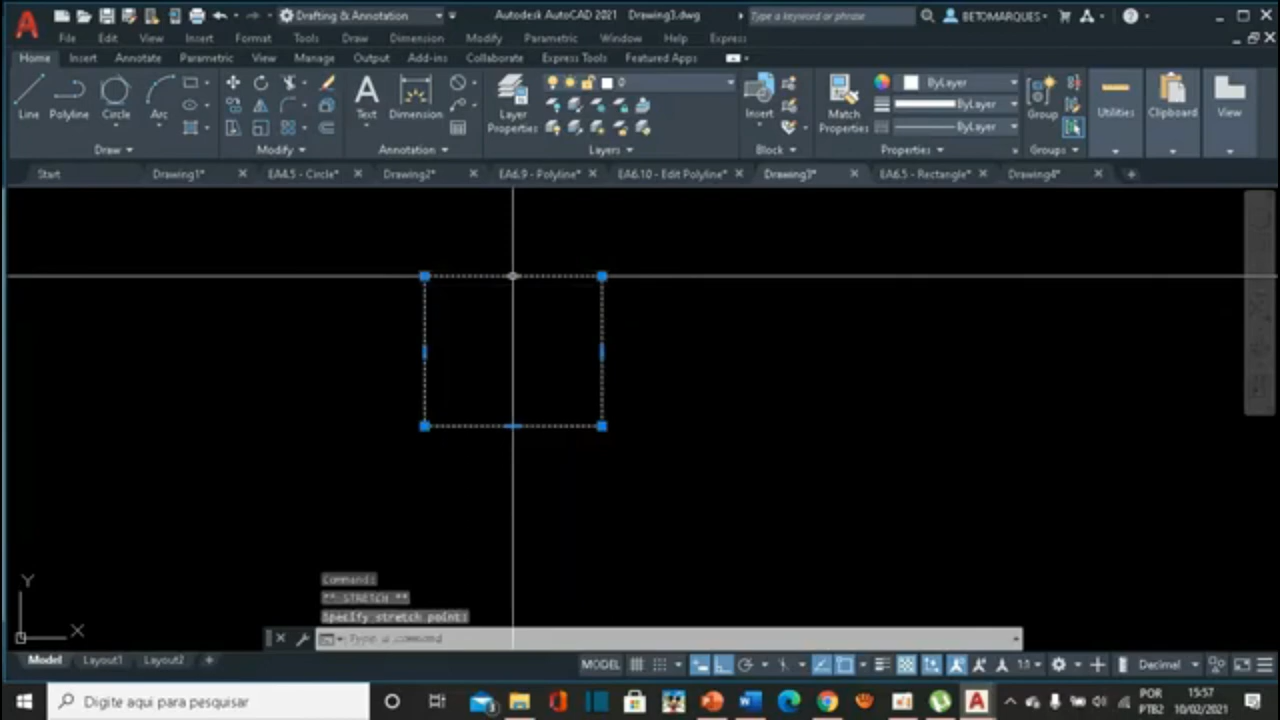 Drafting & Annotation
Autodesk AutoCAD 2021 Drawing3.dwg
Type a keyword or phrase
BETOMARQUES
File Edit View Insert Format Tools Draw Dimension Modify Parametric Window Help Express
Home Insert Annotate Parametric View Manage Output Add-ins Collaborate Express Tools Featured Apps
0
ByLayer
ByLayer
ByLayer
Line Polyline Circle Arc Text Dimension Layer Properties Insert Match Properties Group Utilities Clipboard View
Draw Modify Annotation Layers Block Properties Groups
Start Drawing1* EA4.5 - Circle* Drawing2* EA6.9 - Polyline* EA6.10 - Edit Polyline* Drawing3* EA6.5 - Rectangle* Drawing4*
Y
X
Command:
** STRETCH **
Specify stretch point:
Type a command
Model Layout1 Layout2 +
MODEL 1:1 Decimal
Digite aqui para pesquisar
POR
PTB2
15:57
10/02/2021